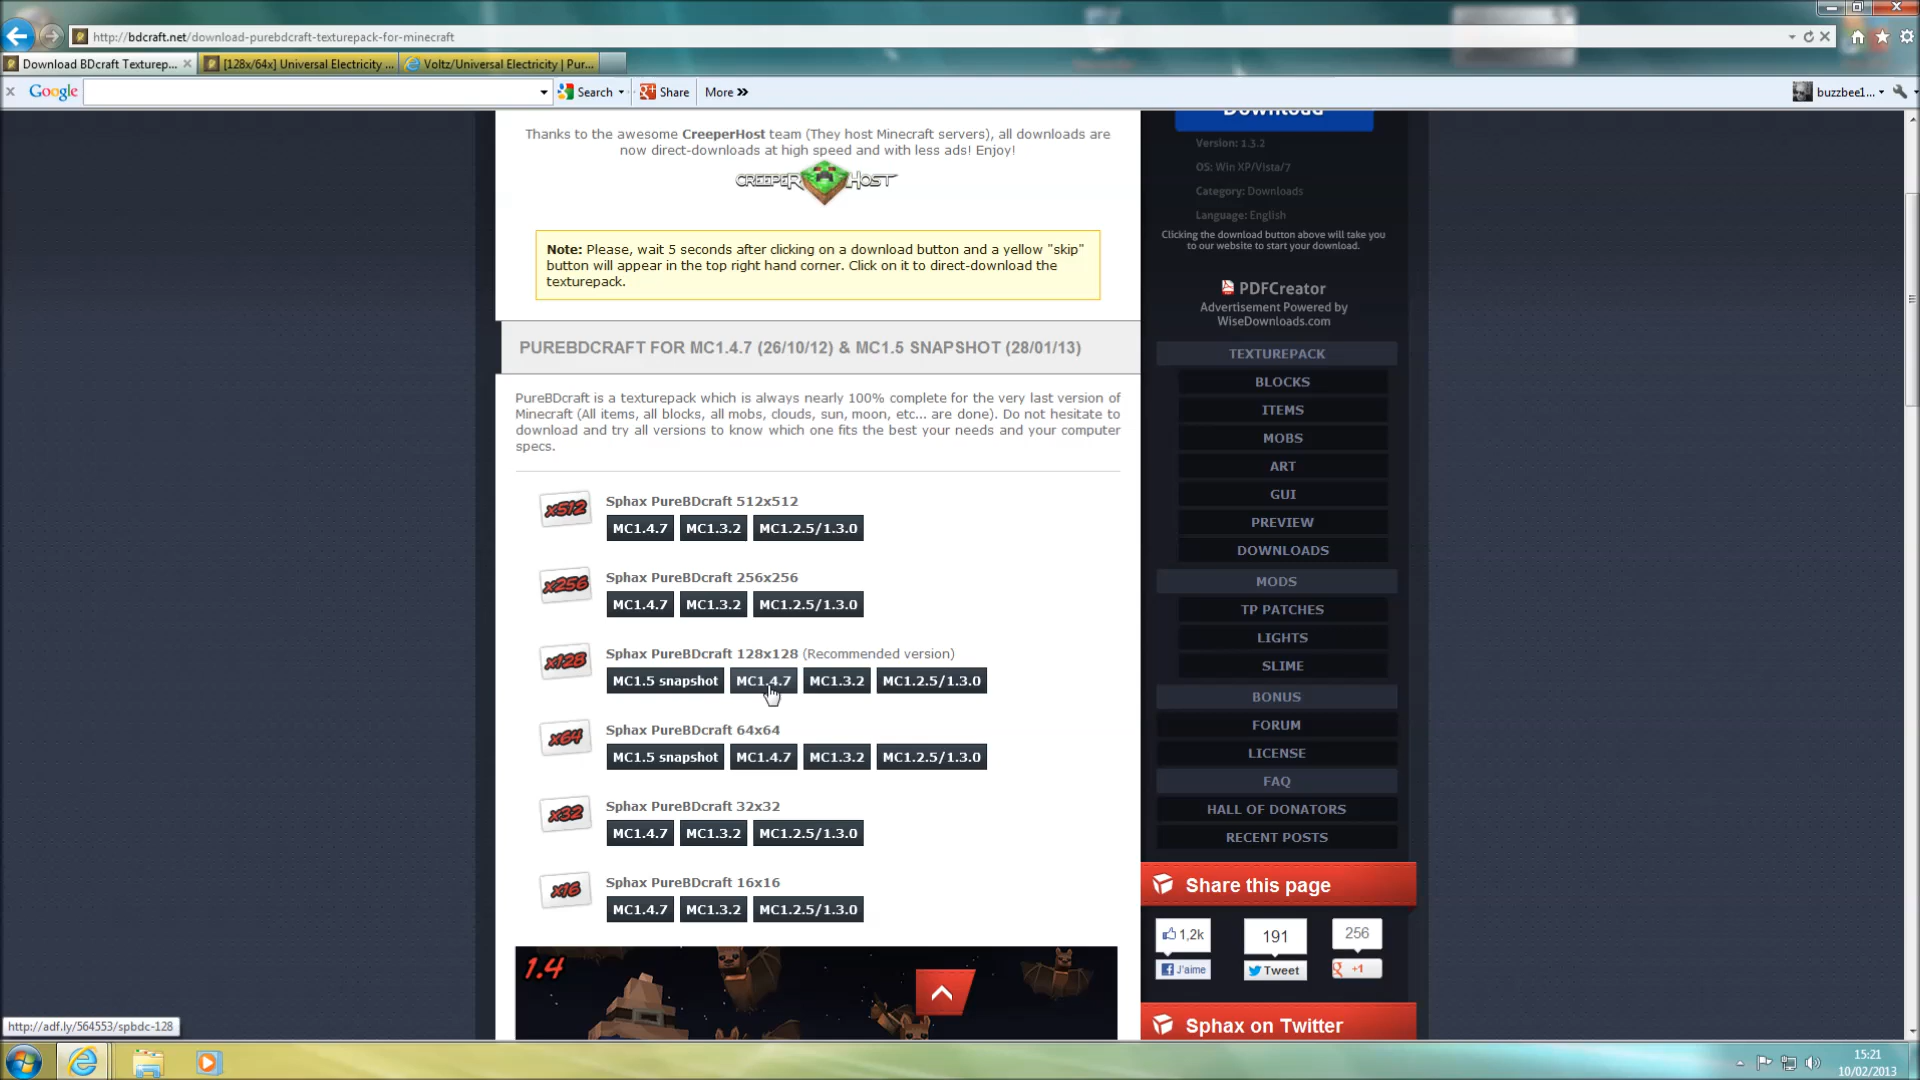 http://bdcraft.net/download-purebdcraft-texturepack-for-minecraft
Download BDcraft Texturep...
[128x/64x] Universal Electricity ...
Voltz/Universal Electricity | Pur...
Google
Search
Share
More »
buzzbee1...
Thanks to the awesome CreeperHost team (They host Minecraft servers), all downloads are
now direct-downloads at high speed and with less ads! Enjoy!
CREEPER HOST
Note: Please, wait 5 seconds after clicking on a download button and a yellow "skip"
button will appear in the top right hand corner. Click on it to direct-download the
texturepack.
PUREBDCRAFT FOR MC1.4.7 (26/10/12) & MC1.5 SNAPSHOT (28/01/13)
PureBDcraft is a texturepack which is always nearly 100% complete for the very last version of
Minecraft (All items, all blocks, all mobs, clouds, sun, moon, etc... are done). Do not hesitate to
download and try all versions to know which one fits the best your needs and your computer
specs.
x512
Sphax PureBDcraft 512x512
MC1.4.7 MC1.3.2 MC1.2.5/1.3.0
x256
Sphax PureBDcraft 256x256
MC1.4.7 MC1.3.2 MC1.2.5/1.3.0
x128
Sphax PureBDcraft 128x128 (Recommended version)
MC1.5 snapshot MC1.4.7 MC1.3.2 MC1.2.5/1.3.0
x64
Sphax PureBDcraft 64x64
MC1.5 snapshot MC1.4.7 MC1.3.2 MC1.2.5/1.3.0
x32
Sphax PureBDcraft 32x32
MC1.4.7 MC1.3.2 MC1.2.5/1.3.0
x16
Sphax PureBDcraft 16x16
MC1.4.7 MC1.3.2 MC1.2.5/1.3.0
1.4
Download
Version: 1.3.2
OS: Win XP/Vista/7
Category: Downloads
Language: English
Clicking the download button above will take you
to our website to start your download.
PDFCreator
Advertisement Powered by
WiseDownloads.com
TEXTUREPACK
BLOCKS
ITEMS
MOBS
ART
GUI
PREVIEW
DOWNLOADS
MODS
TP PATCHES
LIGHTS
SLIME
BONUS
FORUM
LICENSE
FAQ
HALL OF DONATORS
RECENT POSTS
Share this page
1,2k 191 256
J'aime Tweet +1
Sphax on Twitter
http://adf.ly/564553/spbdc-128
15:21
10/02/2013